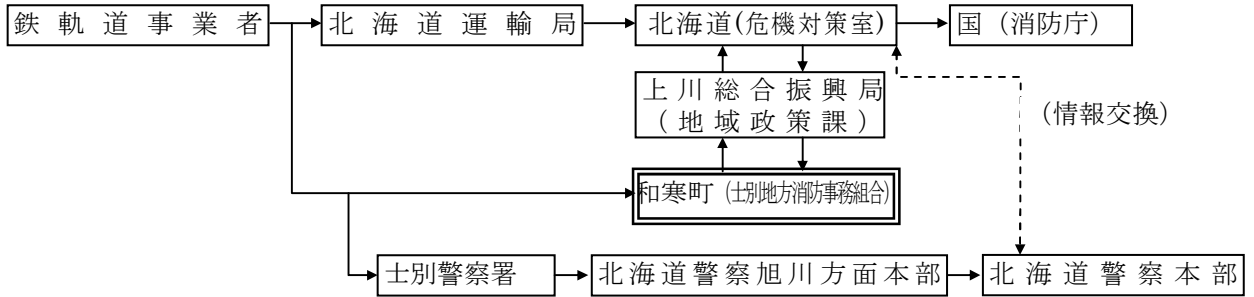 鉄軌道事業者
北海道運輸局
北海道(危機対策室)
国（消防庁）
上川総合振興局
（地域政策課）
（情報交換）
和寒町（士別地方消防事務組合）
士別警察署
北海道警察旭川方面本部
北海道警察本部